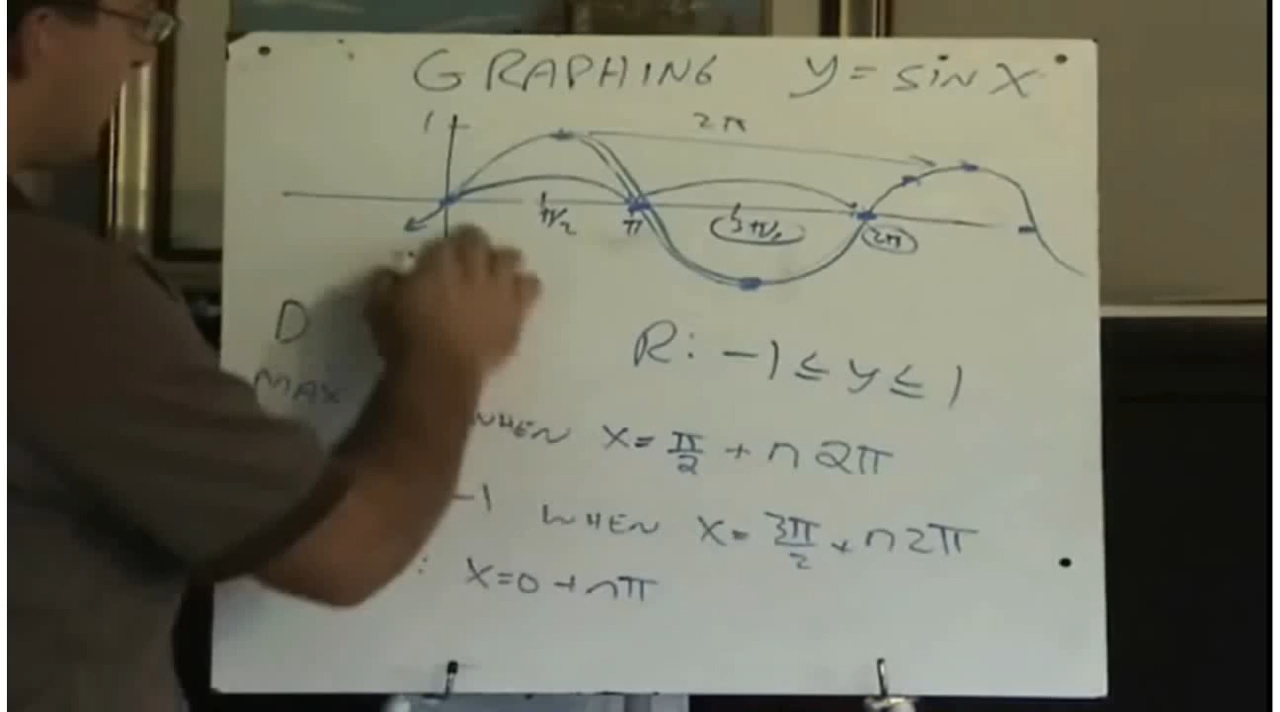 GRAPHING y = sin x
1 2π
π/2 π 3π/2 2π
D R: -1 ≤ y ≤ 1
MAX WHEN x = π/2 + n 2π
-1 WHEN x = 3π/2 + n 2π
: x = 0 + nπ